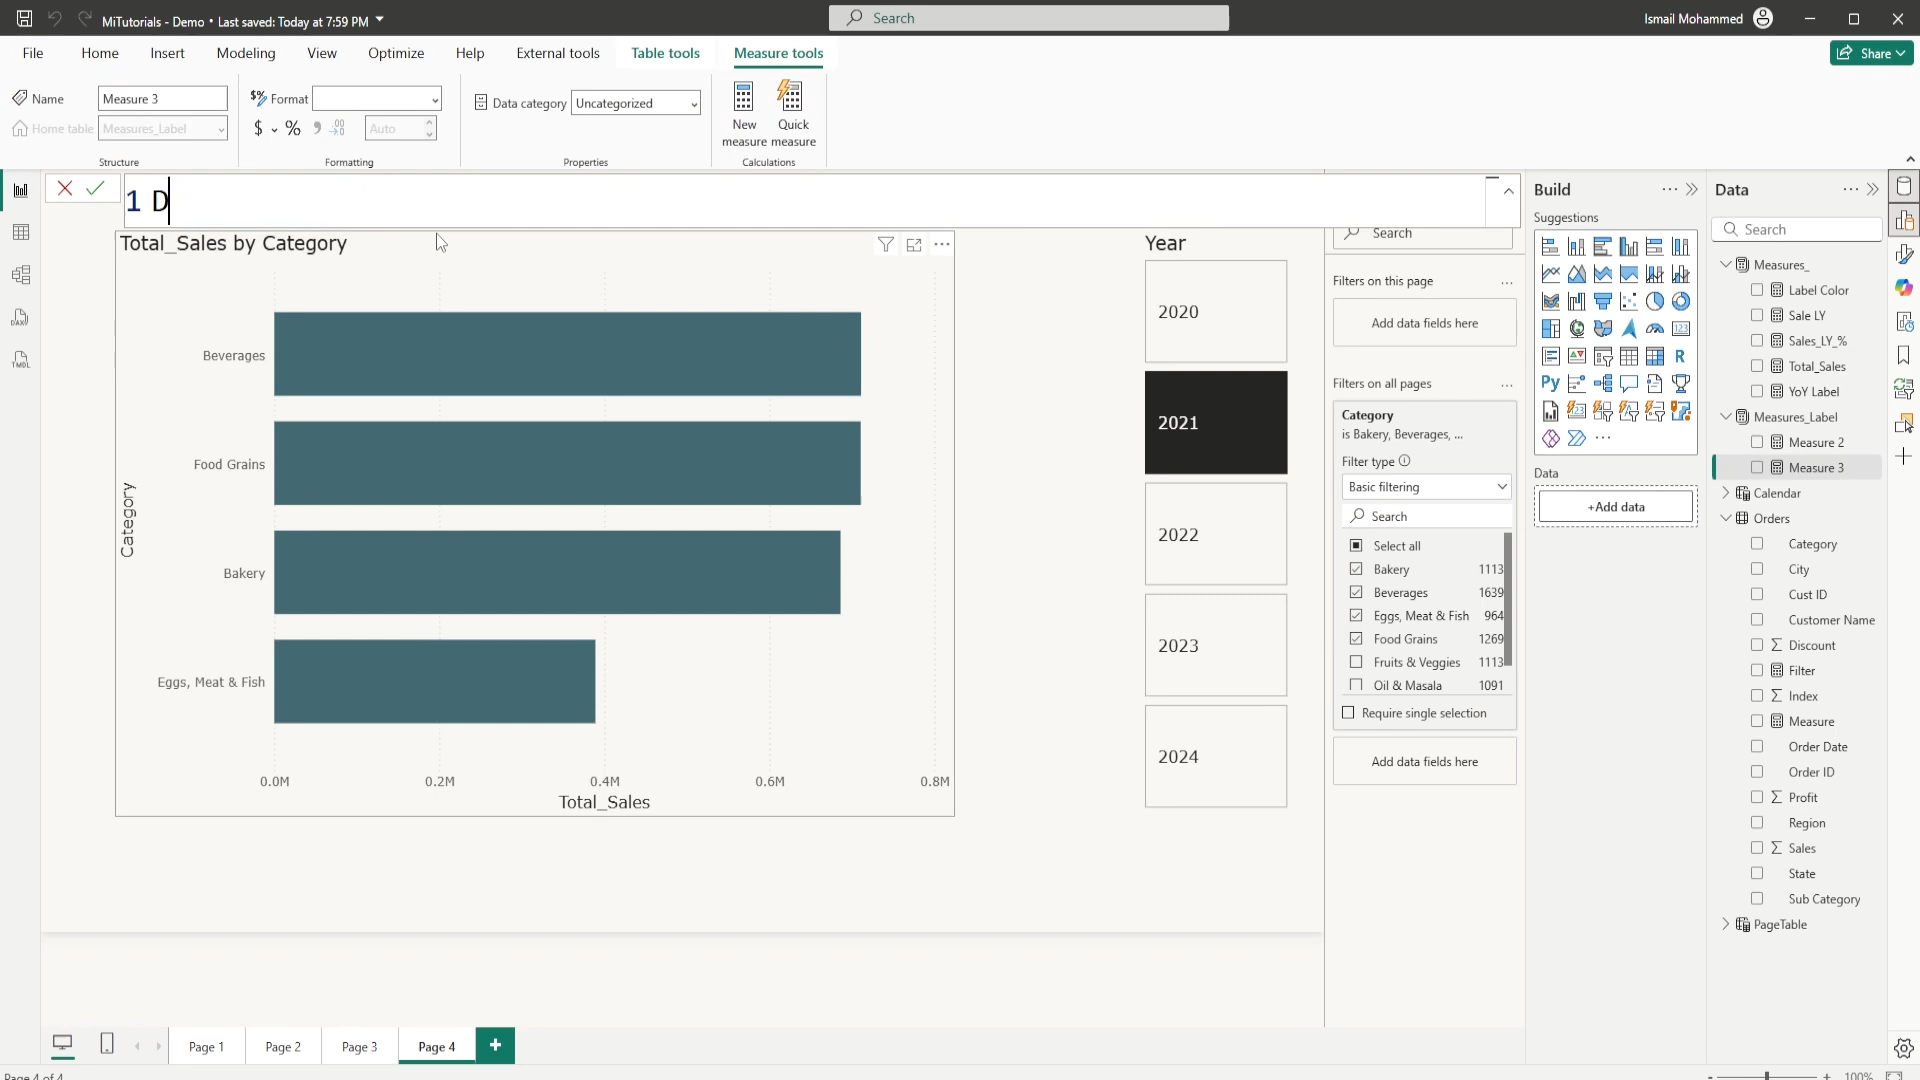 MiTutorials - Demo • Last saved: Today at 7:59 PM
Search
Ismail Mohammed
File
Home
Insert
Modeling
View
Optimize
Help
External tools
Table tools
Measure tools
Share
Name
Measure 3
Home table
Measures_Label
Structure
Format
$ %
Auto
Formatting
Data category
Uncategorized
Properties
New measure
Quick measure
Calculations
1 D
DAX
TMDL
Total_Sales by Category
Category
Beverages
Food Grains
Bakery
Eggs, Meat & Fish
0.0M
0.2M
0.4M
0.6M
0.8M
Total_Sales
Year
2020
2021
2022
2023
2024
Search
Filters on this page
Add data fields here
Filters on all pages
Category
is Bakery, Beverages, ...
Filter type
Basic filtering
Search
Select all
Bakery 1113
Beverages 1639
Eggs, Meat & Fish 964
Food Grains 1269
Fruits & Veggies 1113
Oil & Masala 1091
Require single selection
Add data fields here
Build
Suggestions
123
R
Py
Data
+Add data
Data
Search
Measures_
Label Color
Sale LY
Sales_LY_%
Total_Sales
YoY Label
Measures_Label
Measure 2
Measure 3
Calendar
Orders
Category
City
Cust ID
Customer Name
Discount
Filter
Index
Measure
Order Date
Order ID
Profit
Region
Sales
State
Sub Category
PageTable
Page 1
Page 2
Page 3
Page 4
Page 4 of 4
100%